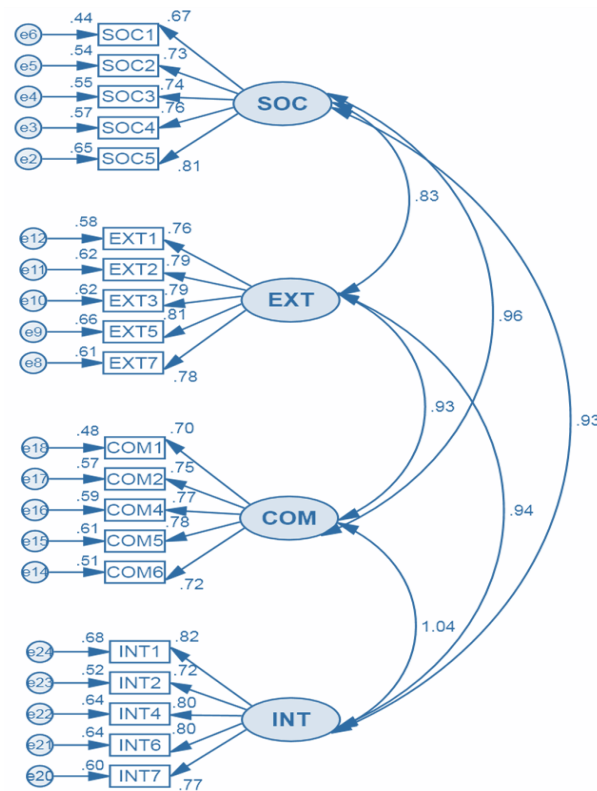 .44 .67
e6 SOC1
.54 .73
e5 SOC2
.55 .74
e4 SOC3 SOC
.57 .76
e3 SOC4
.65
e2 SOC5 .81
.83
.58 .76
e12 EXT1
.62 .79
e11 EXT2
.62 .79
e10 EXT3 EXT
.66 .81
e9 EXT5 .96
.61
e8 EXT7 .78
.93 .93
.48 .70
e18 COM1
.57 .75
e17 COM2
.59 .77
e16 COM4 COM .94
.61 .78
e15 COM5
.51
e14 COM6 .72
1.04
.68 .82
e24 INT1
.52 .72
e23 INT2
.64 .80
e22 INT4 INT
.64 .80
e21 INT6
.60
e20 INT7 .77